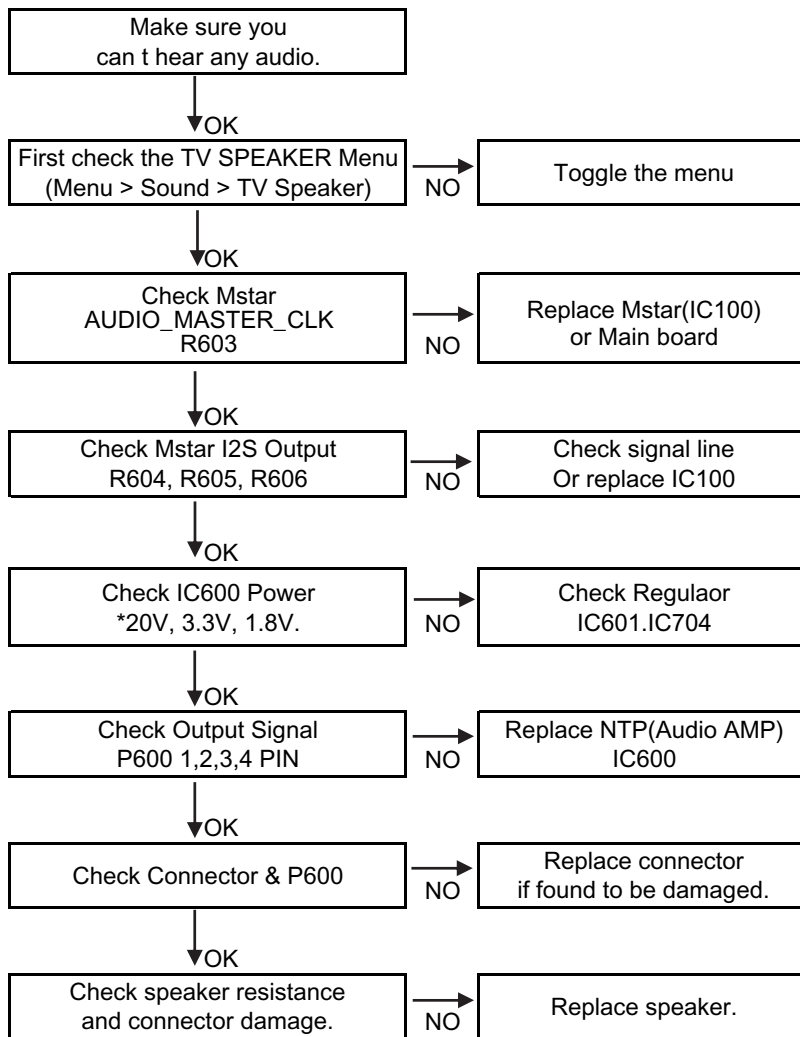 Make sure you
can t hear any audio.
OK
First check the TV SPEAKER Menu
(Menu > Sound > TV Speaker)
NO
Toggle the menu
OK
Check Mstar
AUDIO_MASTER_CLK
R603
NO
Replace Mstar(IC100)
or Main board
OK
Check Mstar I2S Output
R604, R605, R606
NO
Check signal line
Or replace IC100
OK
Check IC600 Power
*20V, 3.3V, 1.8V.
NO
Check Regulaor
IC601.IC704
OK
Check Output Signal
P600 1,2,3,4 PIN
NO
Replace NTP(Audio AMP)
IC600
OK
Check Connector & P600
NO
Replace connector
if found to be damaged.
OK
Check speaker resistance
and connector damage.
NO
Replace speaker.